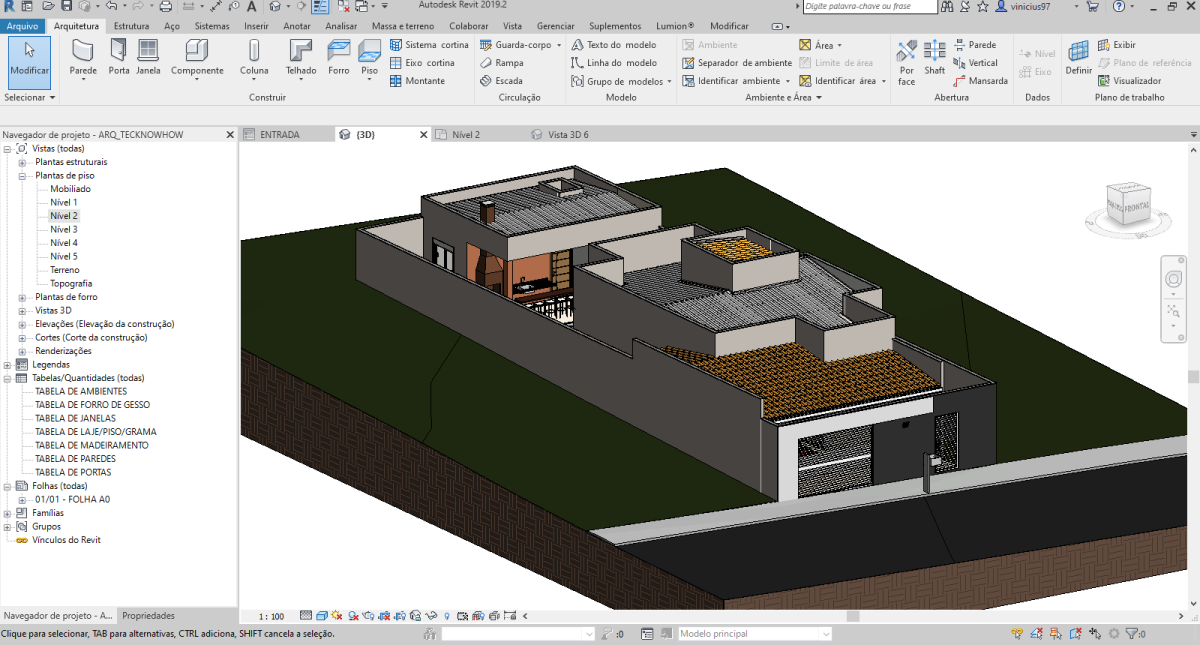 Autodesk Revit 2019.2
Digite palavra-chave ou frase
vinicius97
Arquivo Arquitetura Estrutura Aço Sistemas Inserir Anotar Analisar Massa e terreno Colaborar Vista Gerenciar Suplementos Lumion® Modificar
Modificar
Parede
Porta
Janela
Componente
Coluna
Telhado
Forro
Piso
Sistema cortina
Eixo cortina
Montante
Guarda-corpo
Rampa
Escada
Texto do modelo
Linha do modelo
Grupo de modelos
Ambiente
Separador de ambiente
Identificar ambiente
Área
Limite de área
Identificar área
Por face
Shaft
Parede
Vertical
Mansarda
Nível
Eixo
Definir
Exibir
Plano de referência
Visualizador
Selecionar Construir Circulação Modelo Ambiente e Área Abertura Dados Plano de trabalho
Navegador de projeto - ARQ_TECKNOWHOW
ENTRADA {3D} Nível 2 Vista 3D 6
Vistas (todas)
Plantas estruturais
Plantas de piso
Mobiliado
Nível 1
Nível 2
Nível 3
Nível 4
Nível 5
Terreno
Topografia
Plantas de forro
Vistas 3D
Elevações (Elevação da construção)
Cortes (Corte da construção)
Renderizações
Legendas
Tabelas/Quantidades (todas)
TABELA DE AMBIENTES
TABELA DE FORRO DE GESSO
TABELA DE JANELAS
TABELA DE LAJE/PISO/GRAMA
TABELA DE MADEIRAMENTO
TABELA DE PAREDES
TABELA DE PORTAS
Folhas (todas)
01/01 - FOLHA A0
Famílias
Grupos
Vínculos do Revit
FRONTAL
Navegador de projeto - A... Propriedades
1 : 100
Clique para selecionar, TAB para alternativas, CTRL adiciona, SHIFT cancela a seleção.
:0
Modelo principal
:0